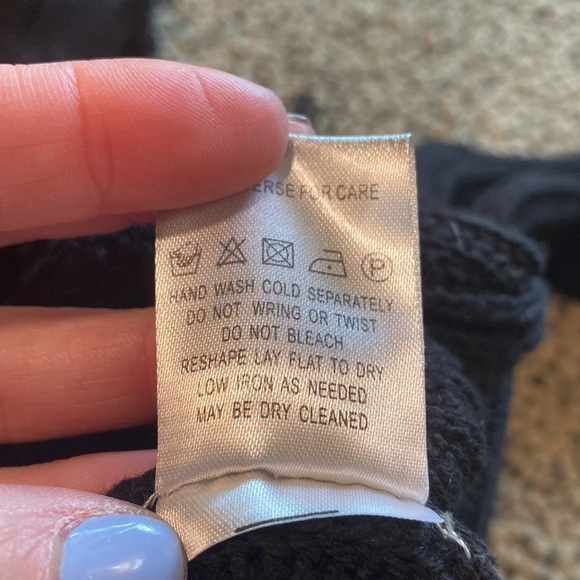 FOR CARE
P
HAND WASH COLD SEPARATELY
DO NOT WRING OR TWIST
DO NOT BLEACH
RESHAPE LAY FLAT TO DRY
LOW IRON AS NEEDED
MAY BE DRY CLEANED